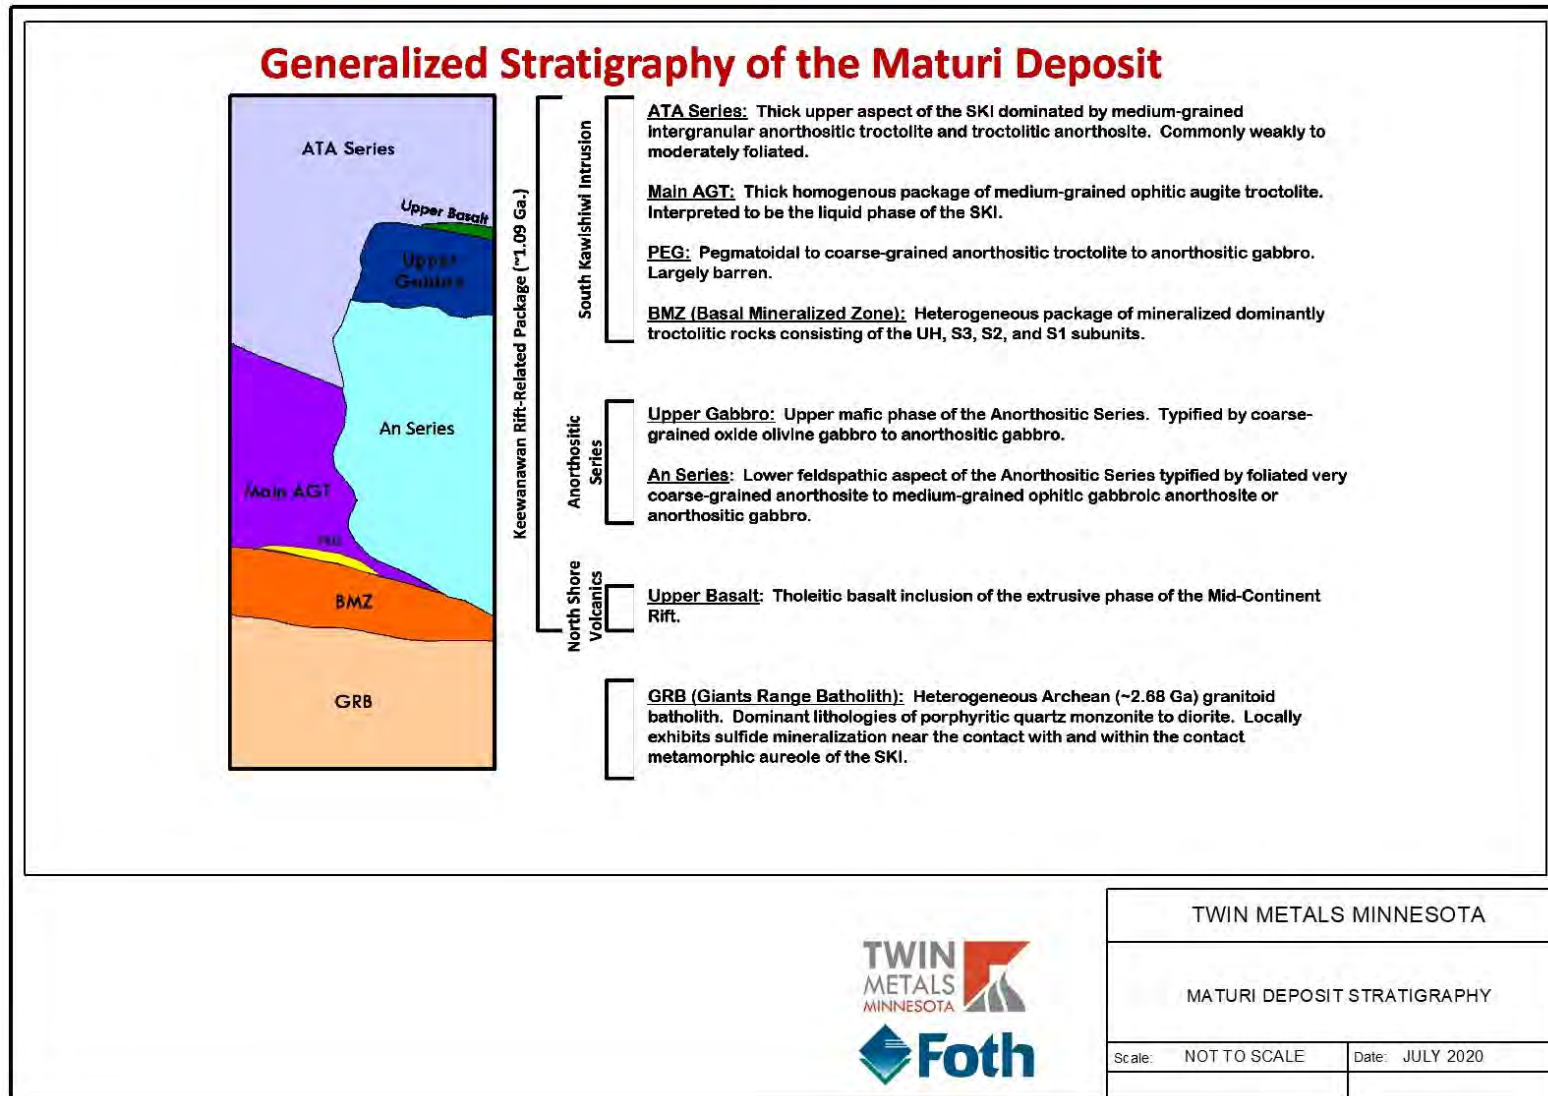 Generalized Stratigraphy of the Maturi Deposit
ATA Series
Upper Basalt
Upper
Gabbro
An Series
Main AGT
PEG
BMZ
GRB
Keewanawan Rift-Related Package (~1.09 Ga.)
South Kawishiwi Intrusion
Anorthositic
Series
North Shore
Volcanics
ATA Series: Thick upper aspect of the SKI dominated by medium-grained
intergranular anorthositic troctolite and troctolitic anorthosite. Commonly weakly to
moderately foliated.
Main AGT: Thick homogenous package of medium-grained ophitic augite troctolite.
Interpreted to be the liquid phase of the SKI.
PEG: Pegmatoidal to coarse-grained anorthositic troctolite to anorthositic gabbro.
Largely barren.
BMZ (Basal Mineralized Zone): Heterogeneous package of mineralized dominantly
troctolitic rocks consisting of the UH, S3, S2, and S1 subunits.
Upper Gabbro: Upper mafic phase of the Anorthositic Series. Typified by coarse-
grained oxide olivine gabbro to anorthositic gabbro.
An Series: Lower feldspathic aspect of the Anorthositic Series typified by foliated very
coarse-grained anorthosite to medium-grained ophitic gabbroic anorthosite or
anorthositic gabbro.
Upper Basalt: Tholeitic basalt inclusion of the extrusive phase of the Mid-Continent
Rift.
GRB (Giants Range Batholith): Heterogeneous Archean (~2.68 Ga) granitoid
batholith. Dominant lithologies of porphyritic quartz monzonite to diorite. Locally
exhibits sulfide mineralization near the contact with and within the contact
metamorphic aureole of the SKI.
TWIN
METALS
MINNESOTA
Foth
TWIN METALS MINNESOTA
MATURI DEPOSIT STRATIGRAPHY
Scale: NOT TO SCALE
Date: JULY 2020